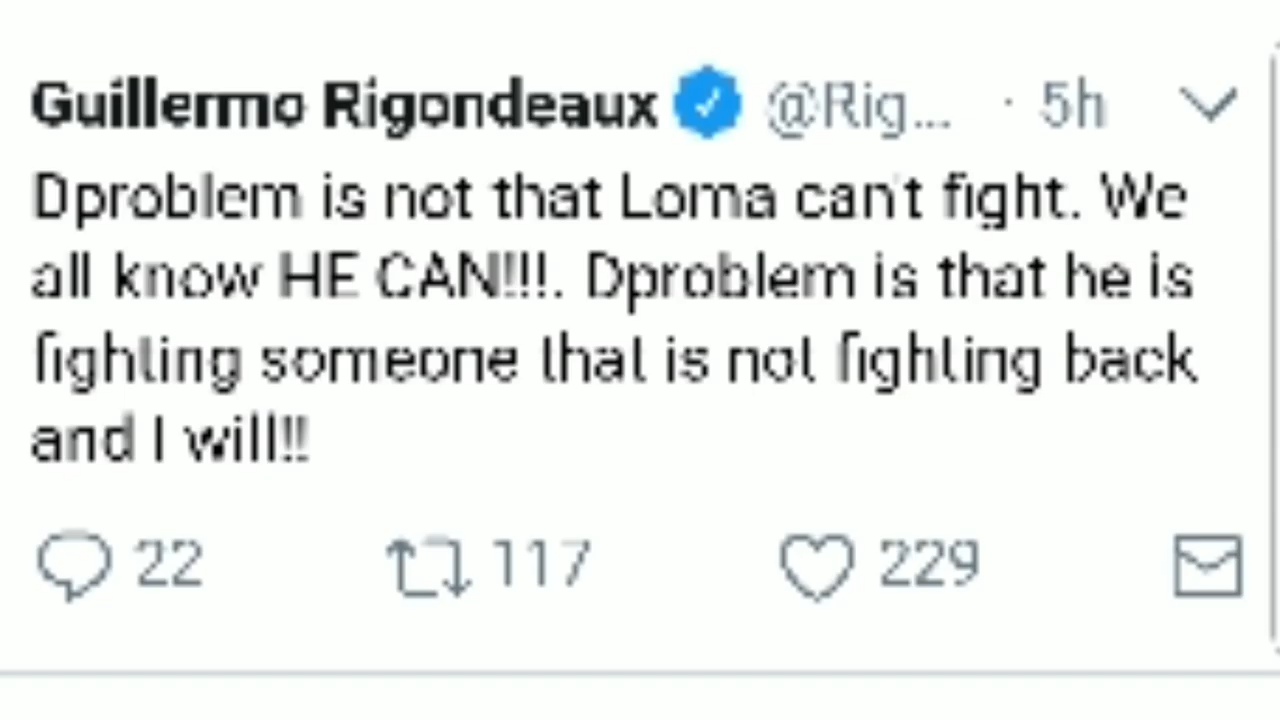 Guillermo Rigondeaux @Rig... · 5h
Dproblem is not that Loma can't fight. We
all know HE CAN!!!. Dproblem is that he is
fighting someone that is not fighting back
and I will!!
22 117 229